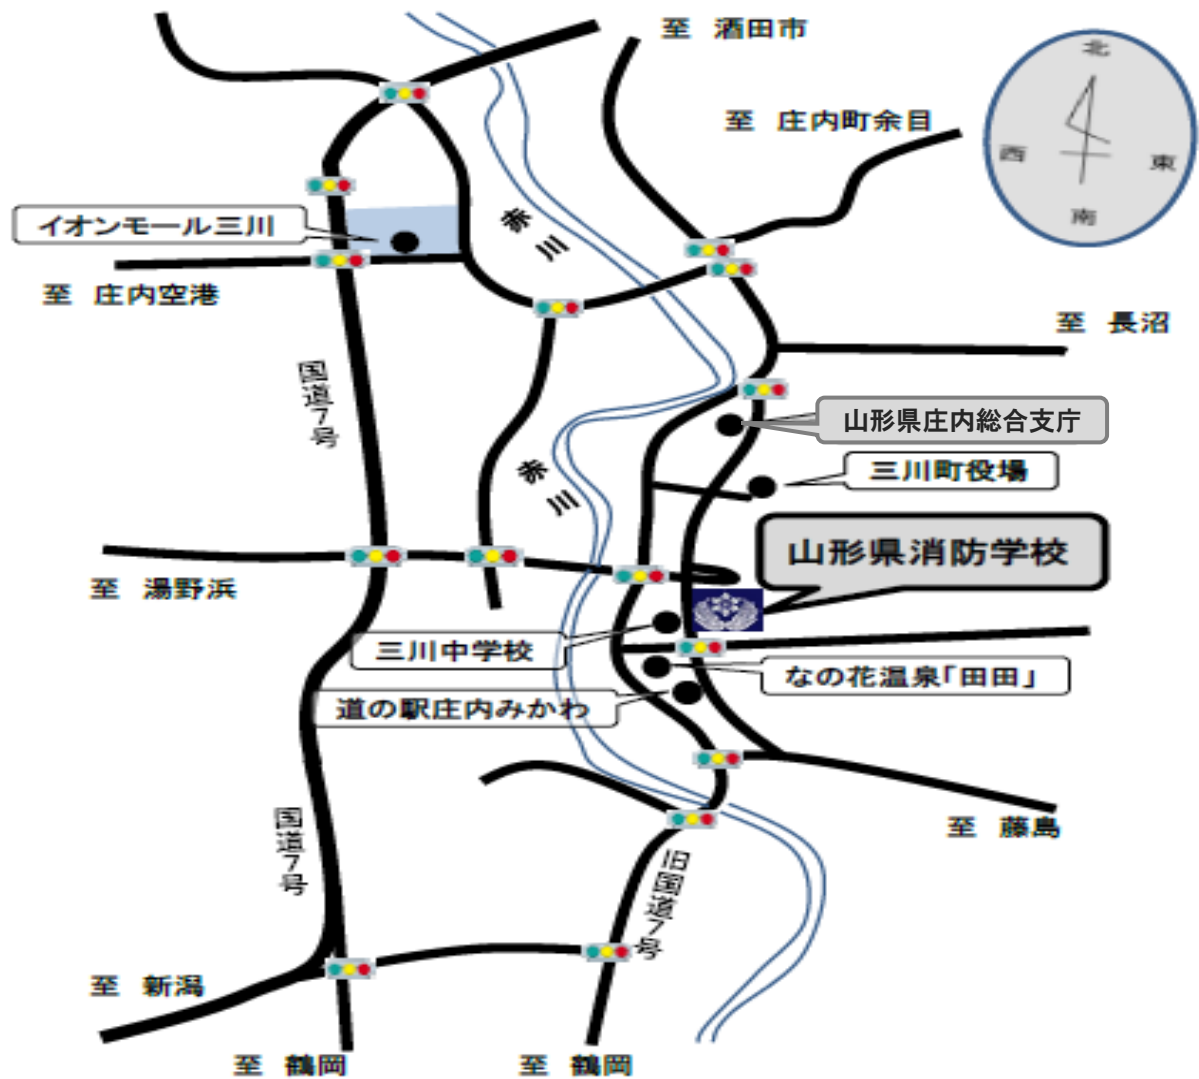 至 酒田市
北
至 庄内町余目
西
東
イオンモール三川
赤川
南
至 庄内空港
至 長沼
国道7号
山形県庄内総合支庁
三川町役場
赤川
山形県消防学校
至 湯野浜
三川中学校
なの花温泉「田田」
道の駅庄内みかわ
国道7号
至 藤島
旧国道7号
至 新潟
至 鶴岡
至 鶴岡